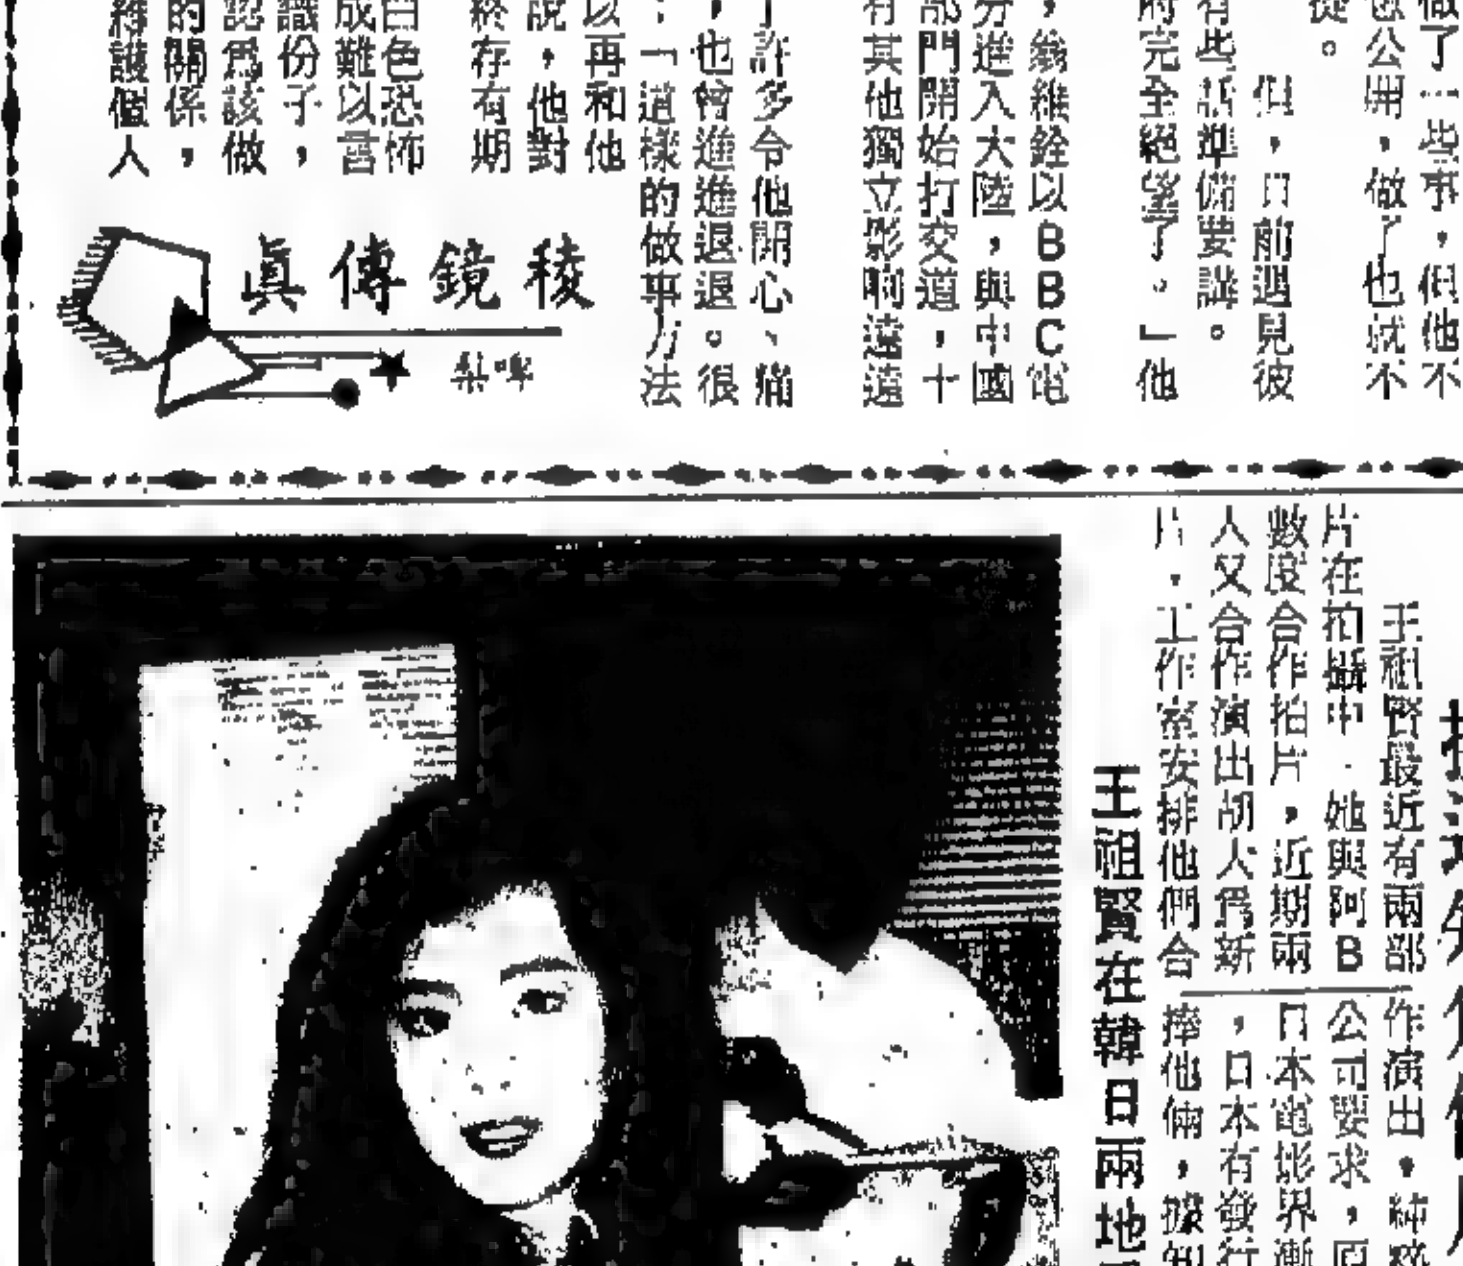 做了一些事，但他不
也公開，做了也就不
從。
但，日前遇見彼
有些話準備要講。
府完全絕望了。」他
，翁維銓以ＢＢＣ電
分進入大陸，與中國
部門開始打交道，十
有其他獨立影响遠遠
了許多令他開心、痛
，也曾進進退退。很
：「這樣的做事方法
以再和他
說，他對
終存有期
白色恐怖
成難以言
識份子，
認爲該做
的關係，
維護個人
稜鏡傳眞
王祖賢最近有兩部
片在拍攝中．她與阿Ｂ
數度合作拍片，近期兩
人又合作演出胡大爲新
片．工作室安排他們合
作演出，純粹
公司要求，原
日本電影界漸
，日本有發行
捧他倆，據知
王祖賢在韓日兩地